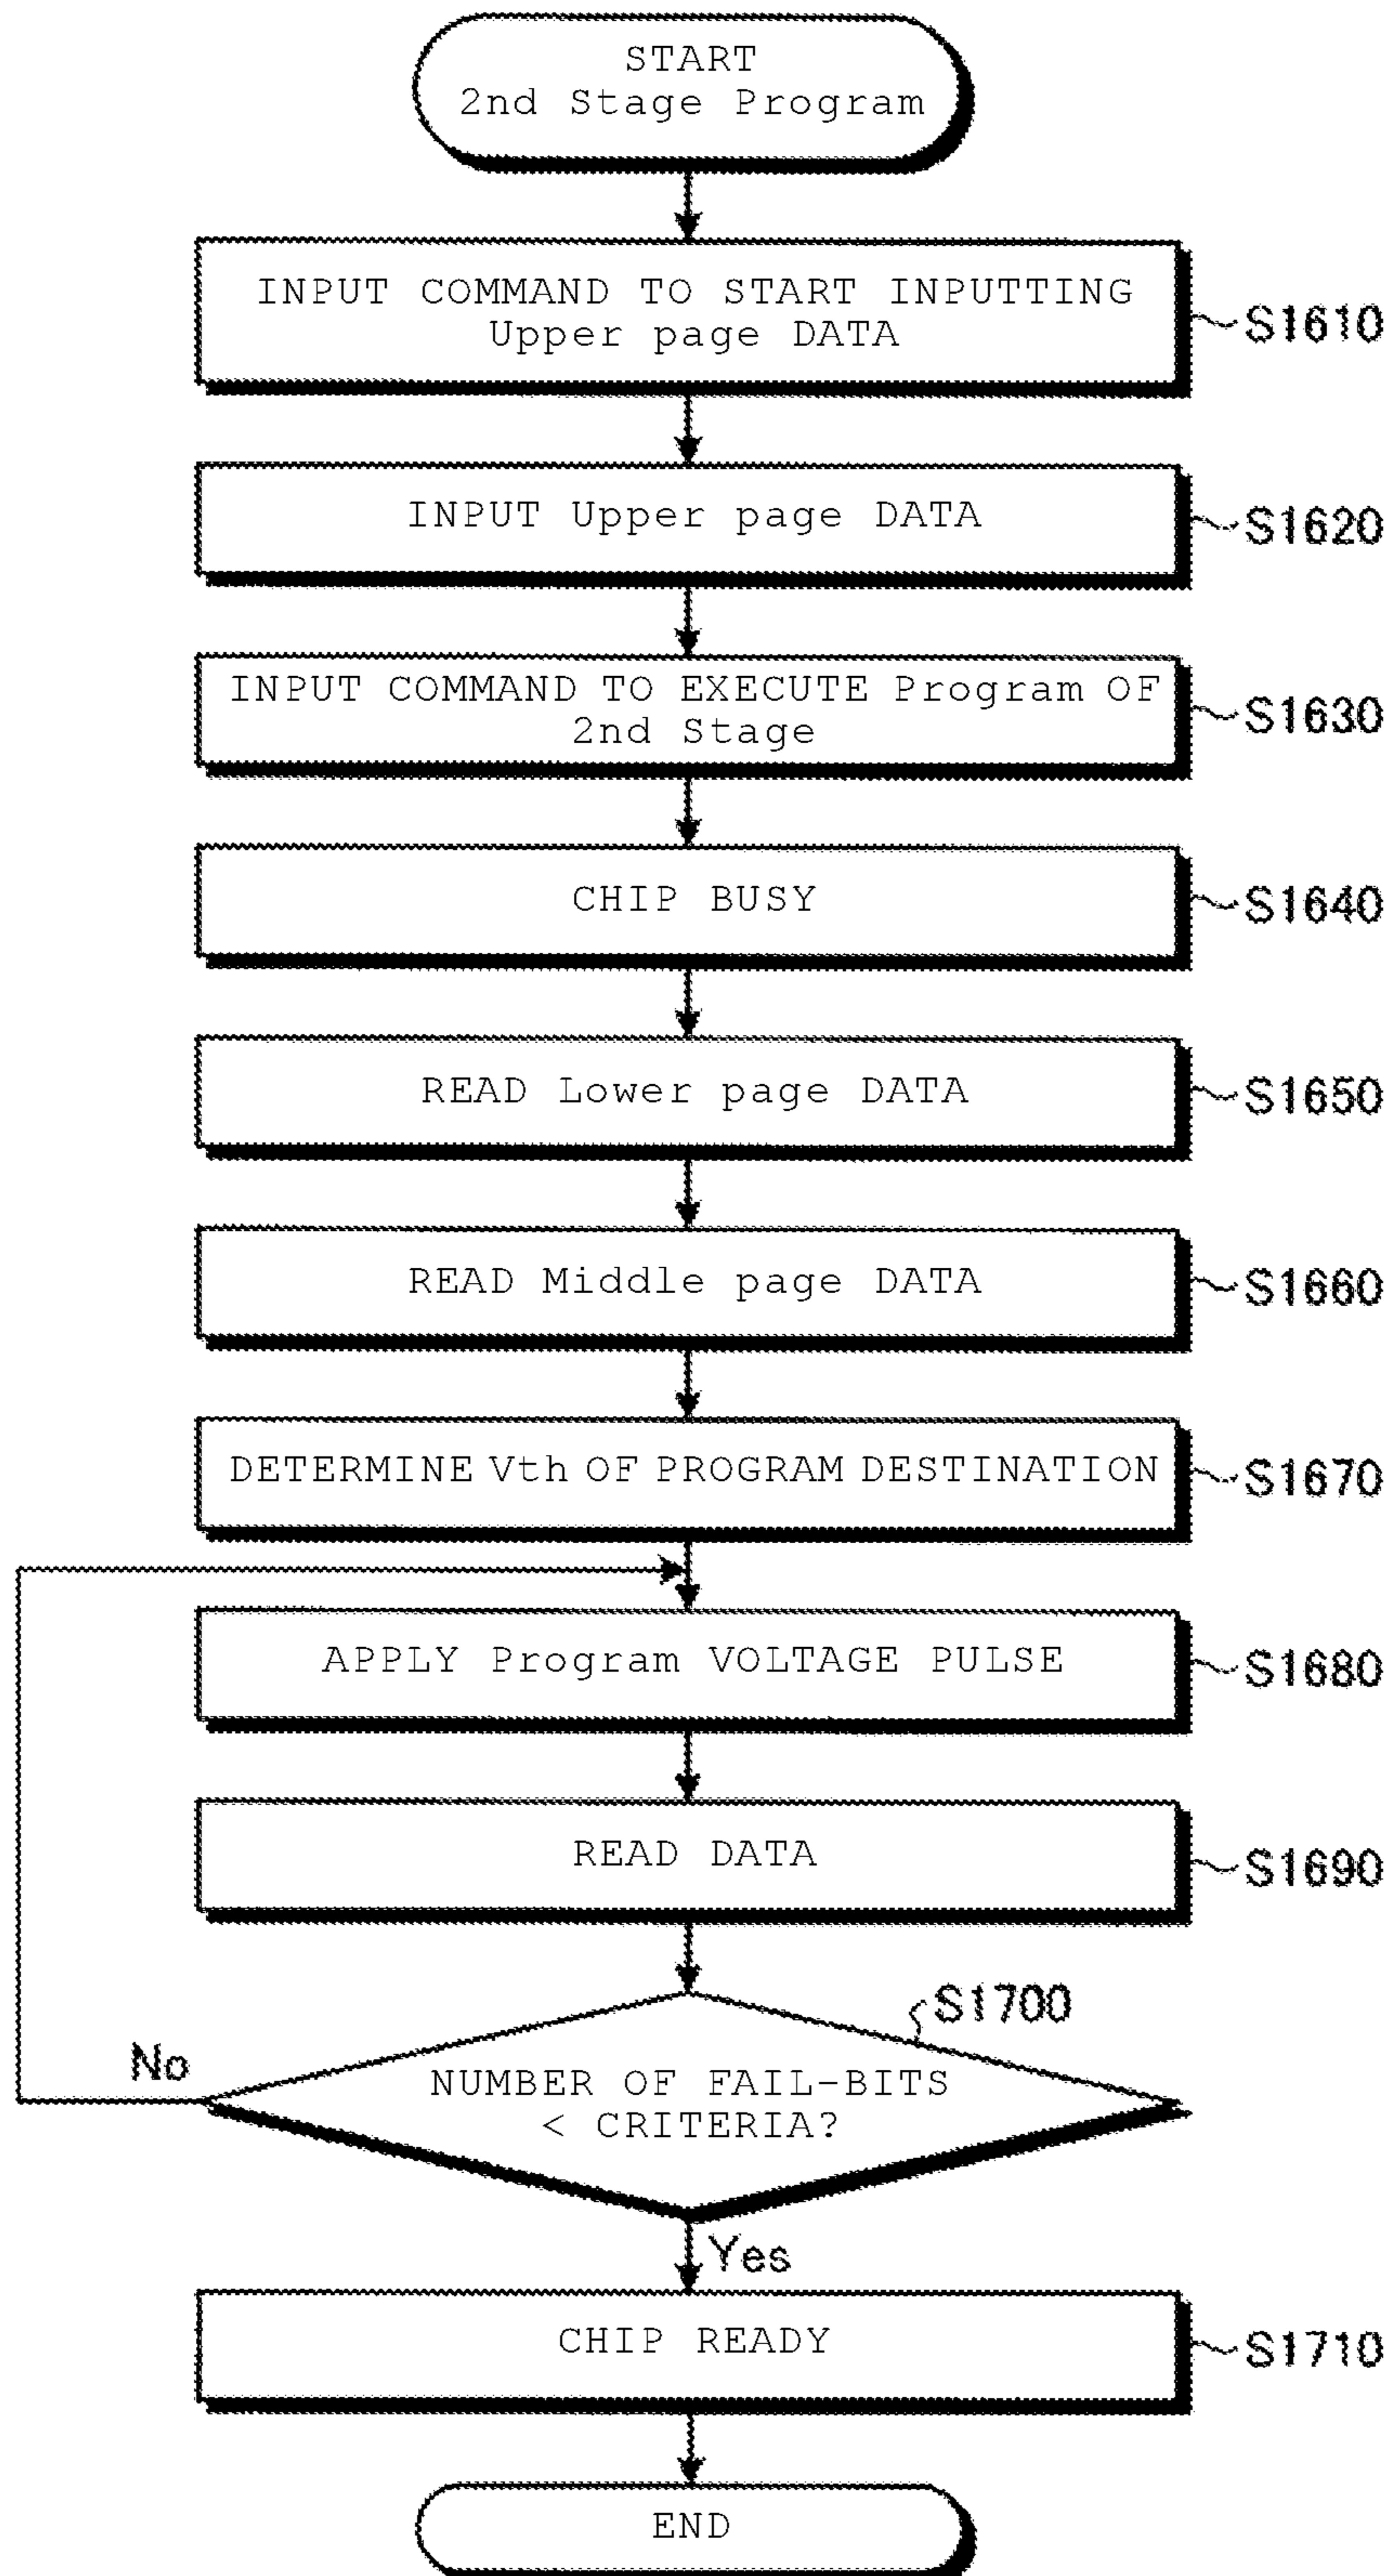 START
2nd Stage Program
INPUT COMMAND TO START INPUTTING
Upper page DATA
S1610
INPUT Upper page DATA
S1620
INPUT COMMAND TO EXECUTE Program OF
2nd Stage
S1630
CHIP BUSY
S1640
READ Lower page DATA
S1650
READ Middle page DATA
S1660
DETERMINE Vth OF PROGRAM DESTINATION
S1670
APPLY Program VOLTAGE PULSE
S1680
READ DATA
S1690
S1700
No
NUMBER OF FAIL-BITS
< CRITERIA?
Yes
CHIP READY
S1710
END